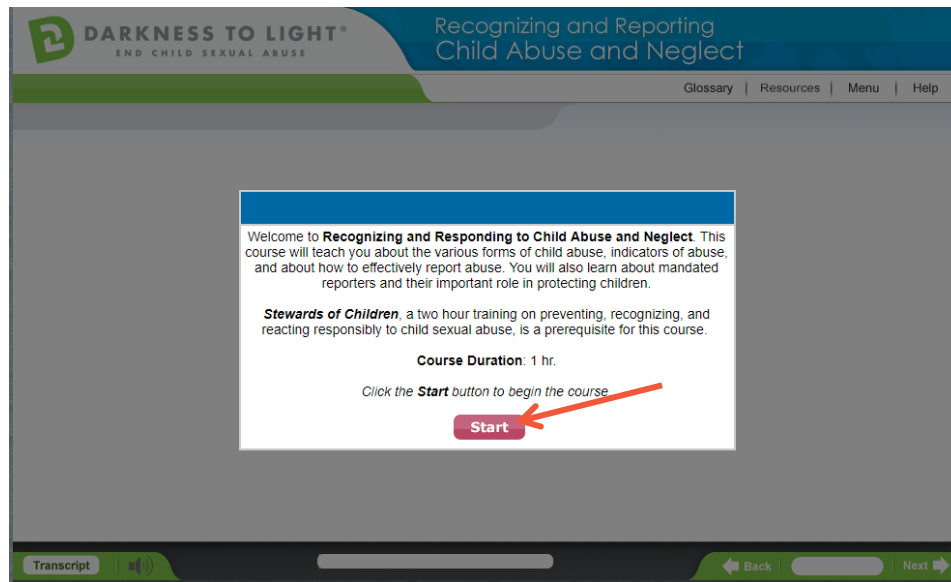 DARKNESS TO LIGHT®
END CHILD SEXUAL ABUSE
Recognizing and Reporting
Child Abuse and Neglect
Glossary | Resources | Menu | Help
Welcome to Recognizing and Responding to Child Abuse and Neglect. This
course will teach you about the various forms of child abuse, indicators of abuse,
and about how to effectively report abuse. You will also learn about mandated
reporters and their important role in protecting children.
Stewards of Children, a two hour training on preventing, recognizing, and
reacting responsibly to child sexual abuse, is a prerequisite for this course.
Course Duration: 1 hr.
Click the Start button to begin the course
Start
Transcript
Back
Next